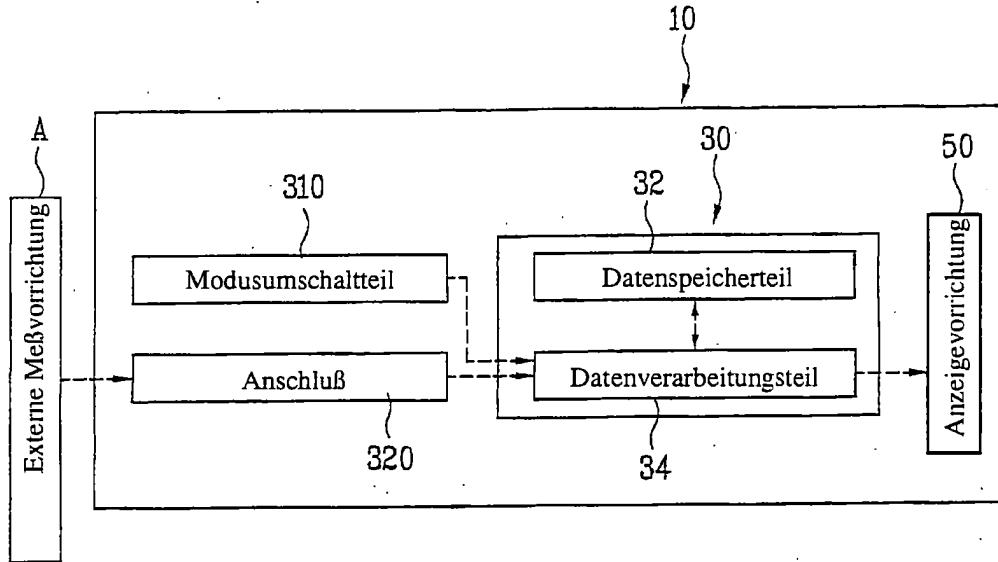 10
A
30
50
310
32
Externe Meßvorrichtung
Modusumschaltteil
Datenspeicherteil
Anzeigevorrichtung
Anschluß
Datenverarbeitungsteil
320
34